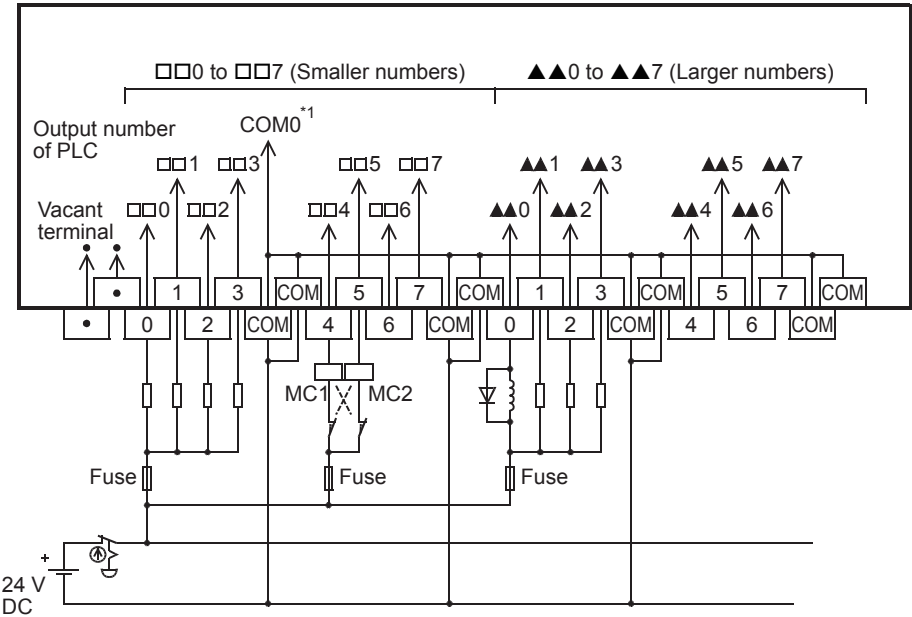 □□0 to □□7 (Smaller numbers) ▲▲0 to ▲▲7 (Larger numbers)
Output number
of PLC
COM0*1
□□1 □□3 □□5 □□7 ▲▲1 ▲▲3 ▲▲5 ▲▲7
Vacant
terminal
□□0 □□2 □□4 □□6 ▲▲0 ▲▲2 ▲▲4 ▲▲6
• 1 3 COM 5 7 COM 1 3 COM 5 7 COM
• 0 2 COM 4 6 COM 0 2 COM 4 6 COM
MC1 MC2
Fuse Fuse Fuse
+
24 V
DC